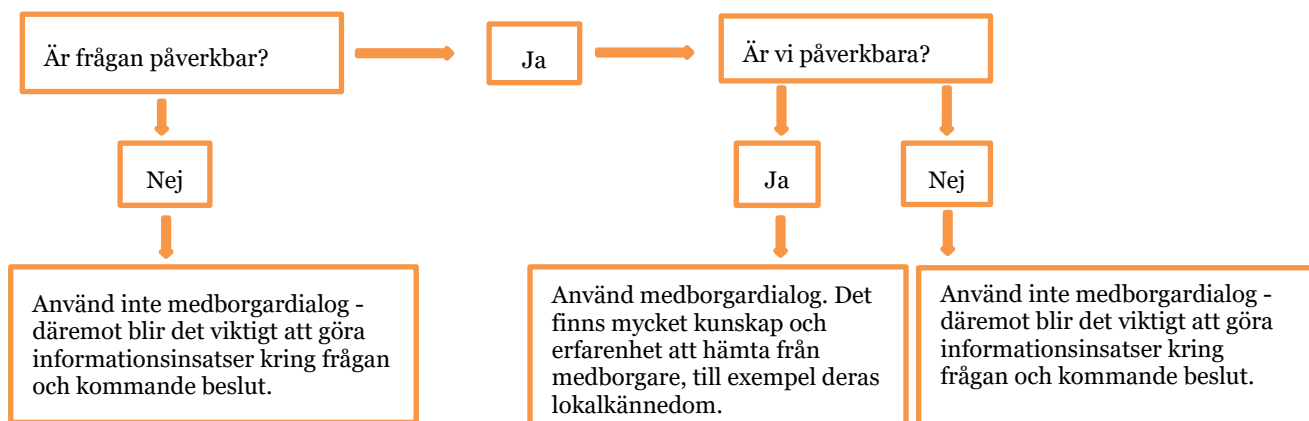 Är frågan påverkbar?
Ja
Är vi påverkbara?
Nej
Ja
Nej
Använd inte medborgardialog -
däremot blir det viktigt att göra
informationsinsatser kring frågan
och kommande beslut.
Använd medborgardialog. Det
finns mycket kunskap och
erfarenhet att hämta från
medborgare, till exempel deras
lokalkännedom.
Använd inte medborgardialog -
däremot blir det viktigt att göra
informationsinsatser kring
frågan och kommande beslut.